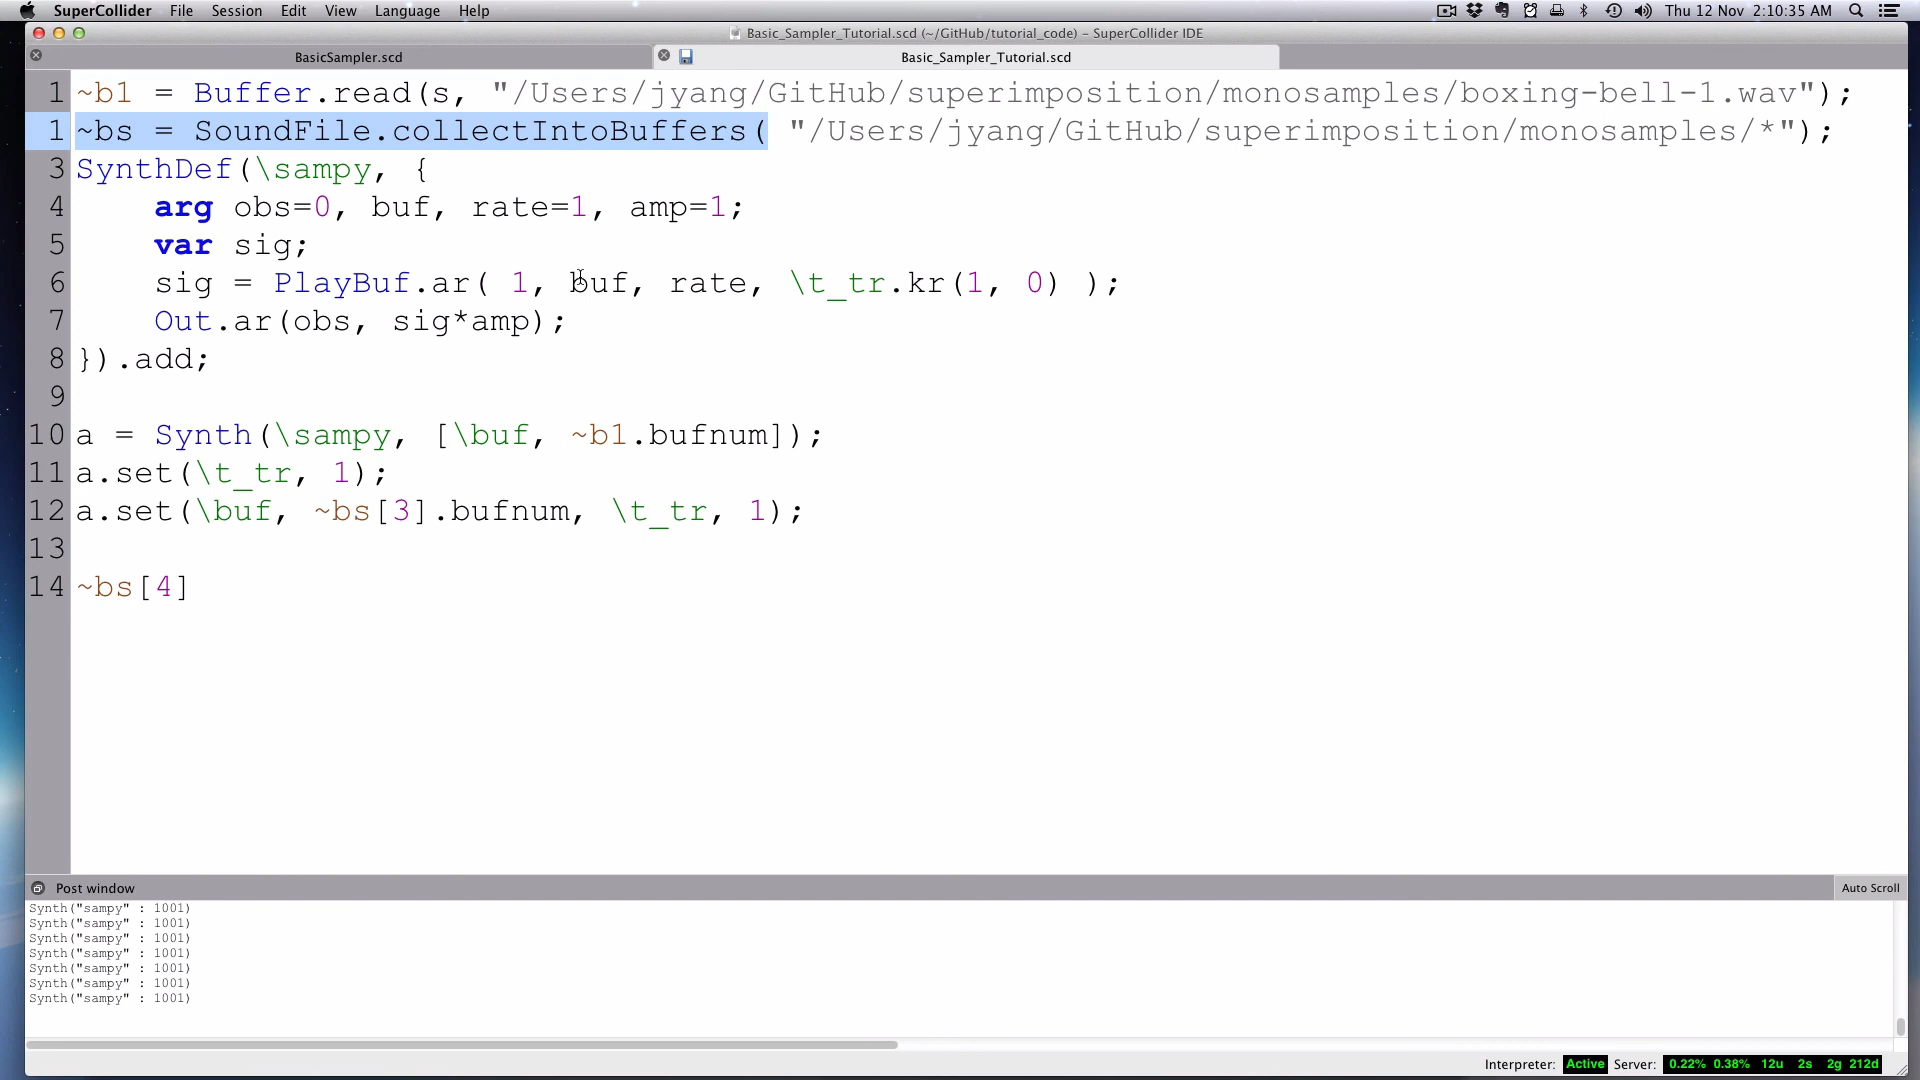 SuperCollider File Session Edit View Language Help Thu 12 Nov 2:10:35 AM
Basic_Sampler_Tutorial.scd (~/GitHub/tutorial_code) – SuperCollider IDE
BasicSampler.scd Basic_Sampler_Tutorial.scd
1 ~b1 = Buffer.read(s, "/Users/jyang/GitHub/superimposition/monosamples/boxing-bell-1.wav");
1 ~bs = SoundFile.collectIntoBuffers( "/Users/jyang/GitHub/superimposition/monosamples/*");
3 SynthDef(\sampy, {
4 arg obs=0, buf, rate=1, amp=1;
5 var sig;
6 sig = PlayBuf.ar( 1, buf, rate, \t_tr.kr(1, 0) );
7 Out.ar(obs, sig*amp);
8 }).add;
9
10 a = Synth(\sampy, [\buf, ~b1.bufnum]);
11 a.set(\t_tr, 1);
12 a.set(\buf, ~bs[3].bufnum, \t_tr, 1);
13
14 ~bs[4]
Post window Auto Scroll
Synth("sampy" : 1001)
Synth("sampy" : 1001)
Synth("sampy" : 1001)
Synth("sampy" : 1001)
Synth("sampy" : 1001)
Synth("sampy" : 1001)
Synth("sampy" : 1001)
Interpreter: Active Server: 0.22% 0.38% 12u 2s 2g 212d